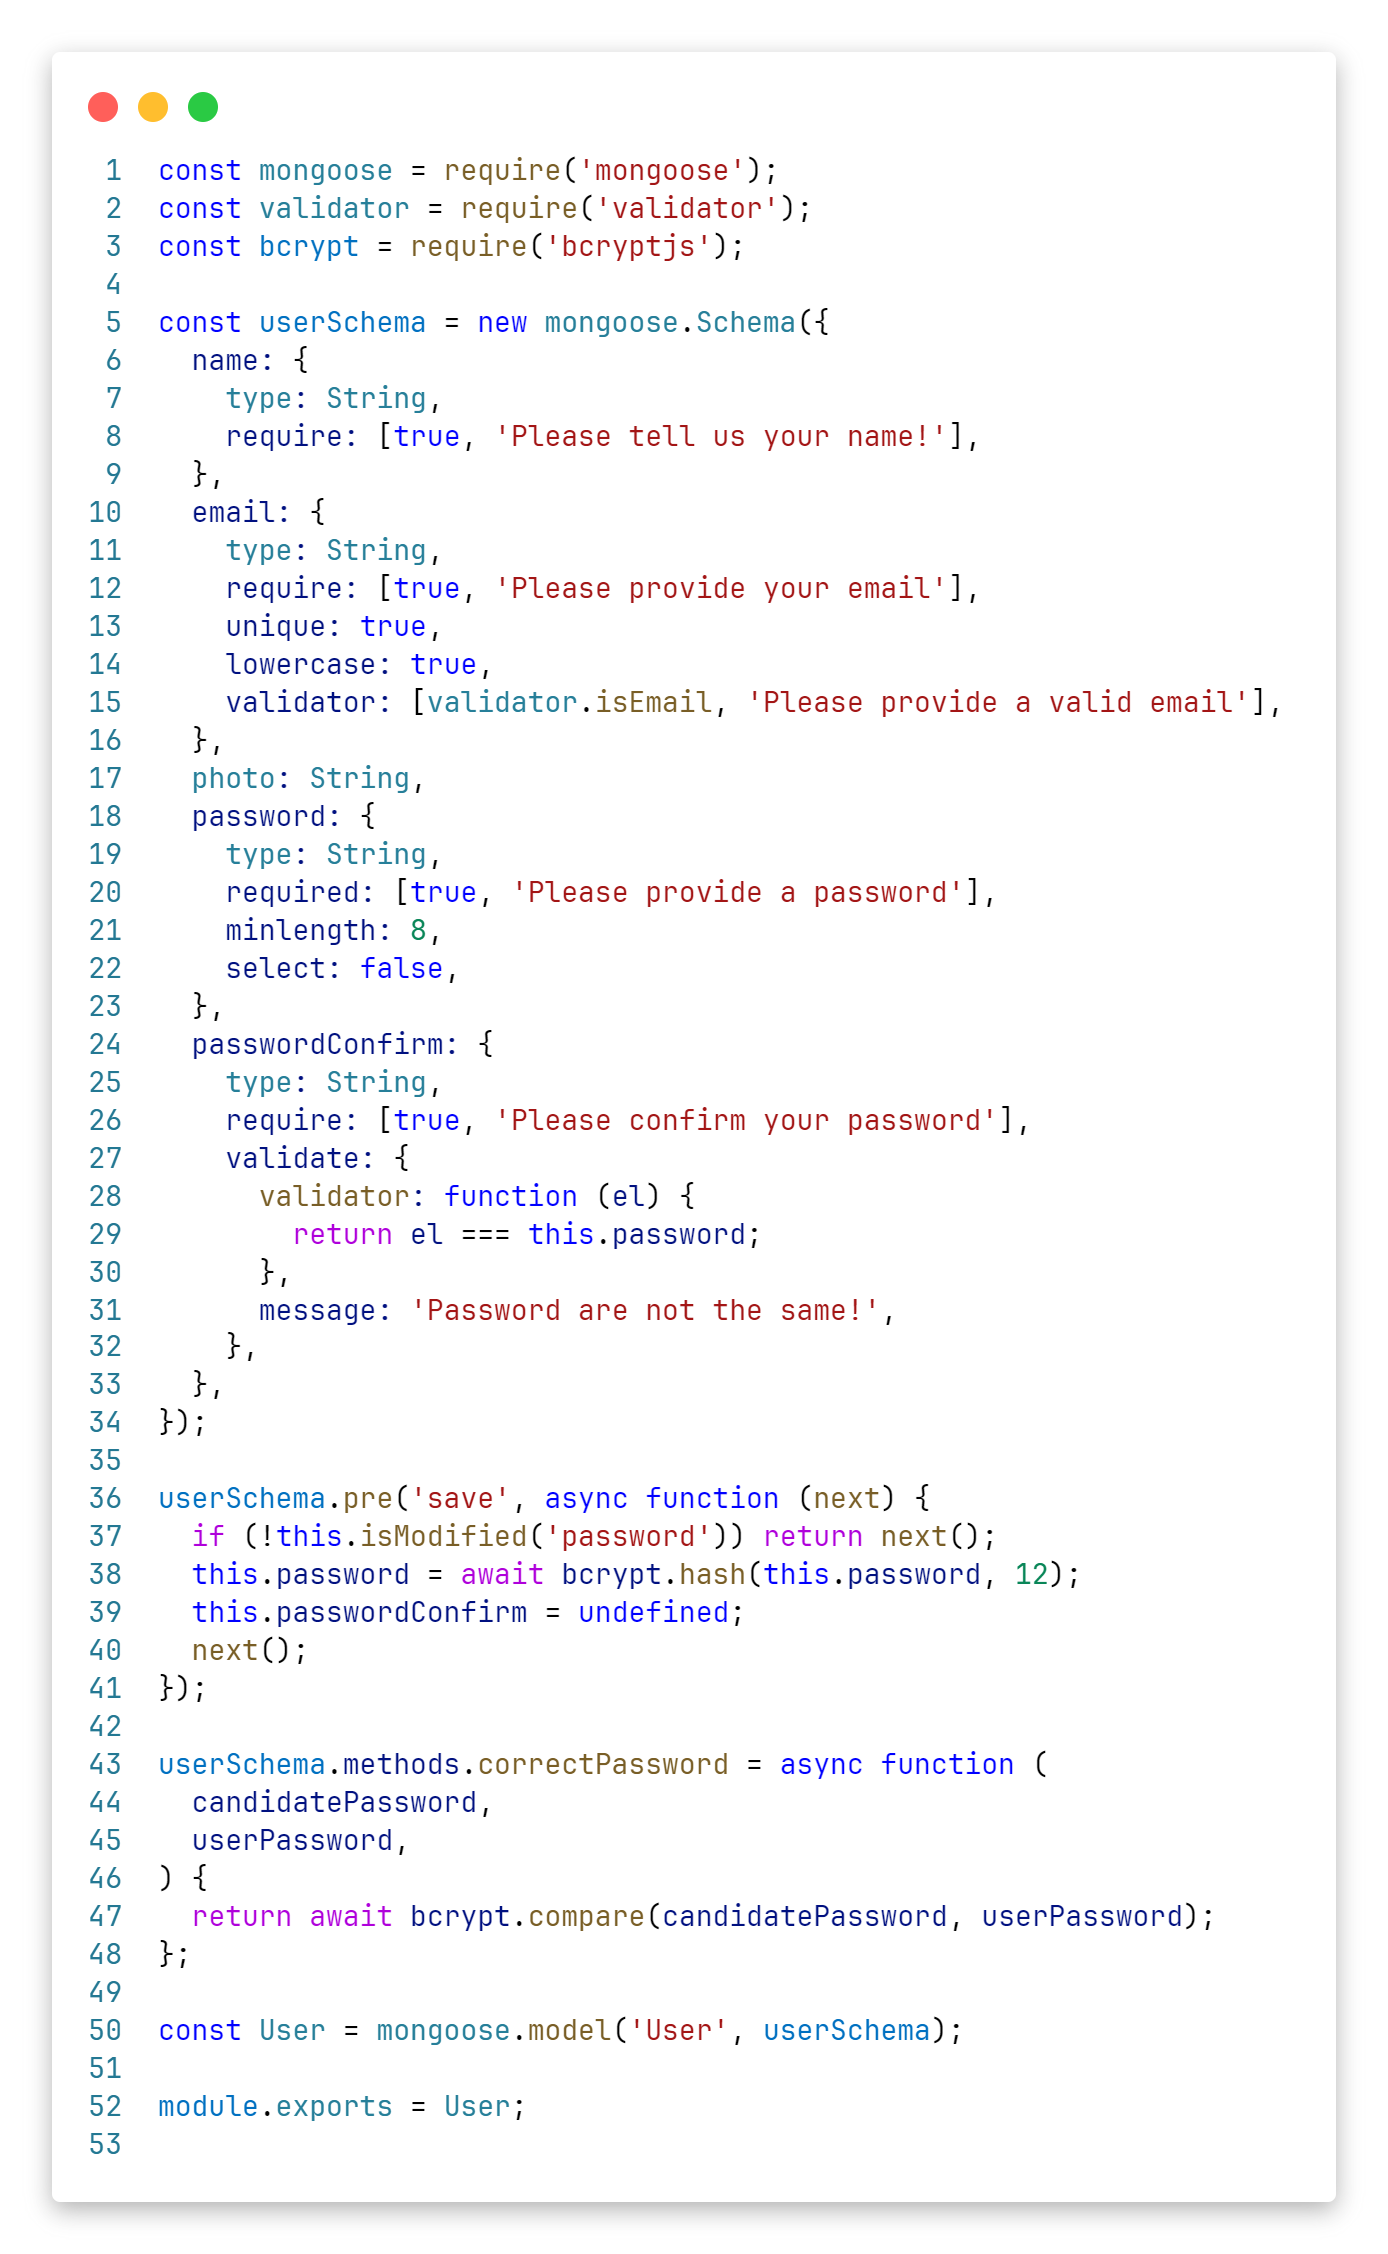 1 const mongoose = require('mongoose');
2 const validator = require('validator');
3 const bcrypt = require('bcryptjs');
4
5 const userSchema = new mongoose.Schema({
6   name: {
7     type: String,
8     require: [true, 'Please tell us your name!'],
9   },
10   email: {
11     type: String,
12     require: [true, 'Please provide your email'],
13     unique: true,
14     lowercase: true,
15     validator: [validator.isEmail, 'Please provide a valid email'],
16   },
17   photo: String,
18   password: {
19     type: String,
20     required: [true, 'Please provide a password'],
21     minlength: 8,
22     select: false,
23   },
24   passwordConfirm: {
25     type: String,
26     require: [true, 'Please confirm your password'],
27     validate: {
28       validator: function (el) {
29         return el === this.password;
30       },
31       message: 'Password are not the same!',
32     },
33   },
34 });
35
36 userSchema.pre('save', async function (next) {
37   if (!this.isModified('password')) return next();
38   this.password = await bcrypt.hash(this.password, 12);
39   this.passwordConfirm = undefined;
40   next();
41 });
42
43 userSchema.methods.correctPassword = async function (
44   candidatePassword,
45   userPassword,
46 ) {
47   return await bcrypt.compare(candidatePassword, userPassword);
48 };
49
50 const User = mongoose.model('User', userSchema);
51
52 module.exports = User;
53